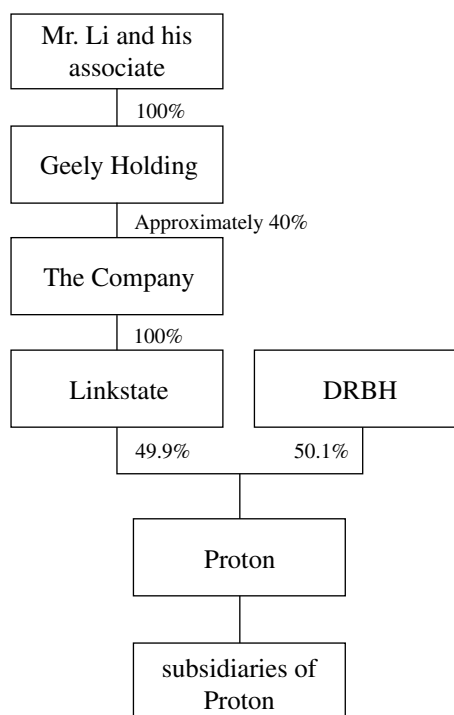 Mr. Li and his
associate
100%
Geely Holding
Approximately 40%
The Company
100%
Linkstate
DRBH
49.9%
50.1%
Proton
subsidiaries of
Proton